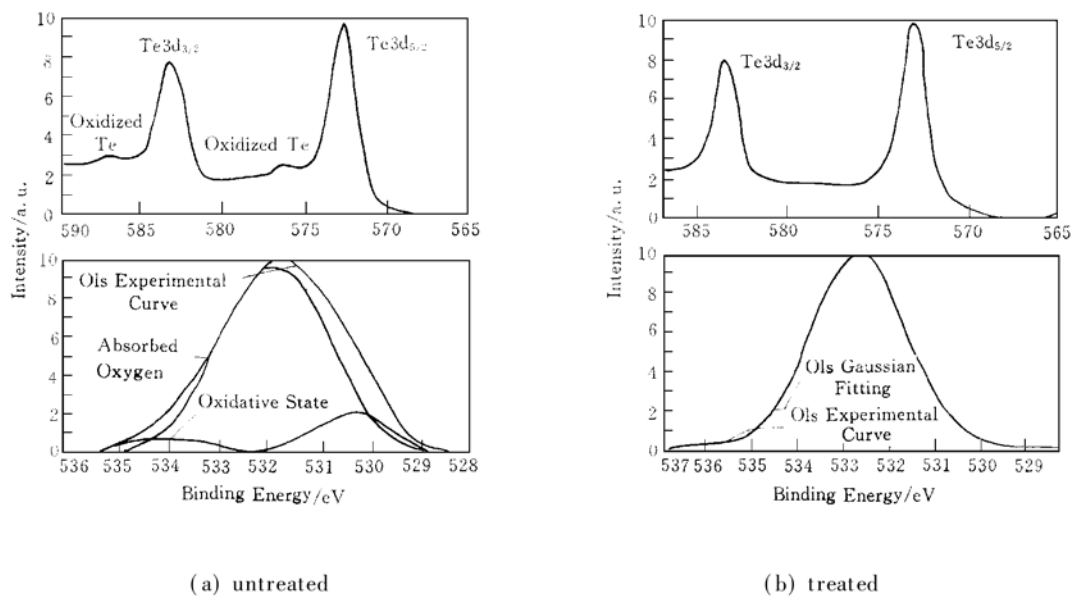 10
8
6
4
2
0
Te3d3/2
Te3d5/2
Oxidized
Te
Oxidized Te
590 585 580 575 570 565
10
8
6
4
2
0
Ols Experimental
Curve
Absorbed
Oxygen
Oxidative State
536 535 534 533 532 531 530 529 528
Binding Energy/eV
Intensity/a. u.
(a) untreated
10
8
6
4
2
0
Te3d3/2
Te3d5/2
585 580 575 570 565
10
8
6
4
2
0
Ols Gaussian
Fitting
Ols Experimental
Curve
537 536 535 534 533 532 531 530 529
Binding Energy/eV
Intensity/a. u.
(b) treated